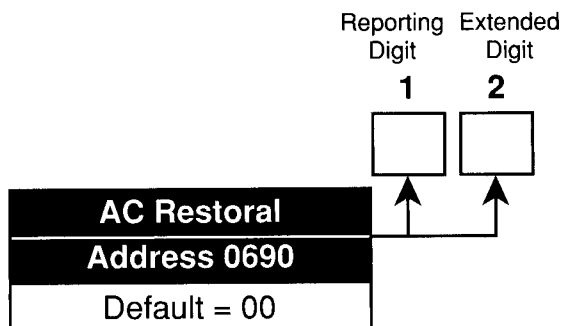 Reporting Extended
Digit Digit
1 2
AC Restoral
Address 0690
Default = 00